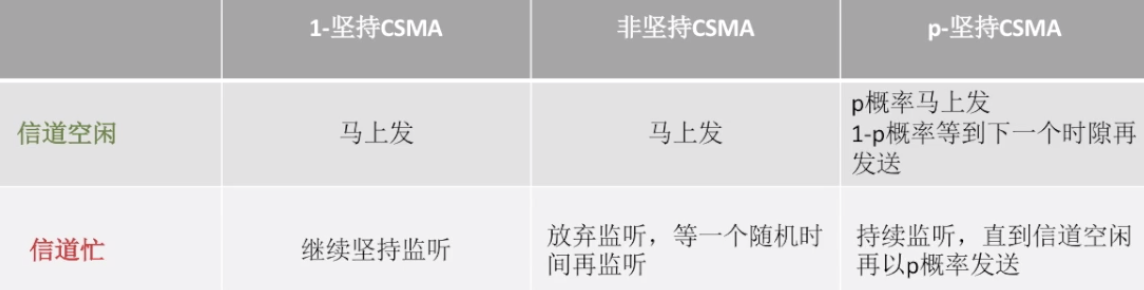 1-坚持CSMA
非坚持CSMA
p-坚持CSMA
信道空闲
马上发
马上发
p概率马上发
1-p概率等到下一个时隙再
发送
信道忙
继续坚持监听
放弃监听，等一个随机时
间再监听
持续监听，直到信道空闲
再以p概率发送